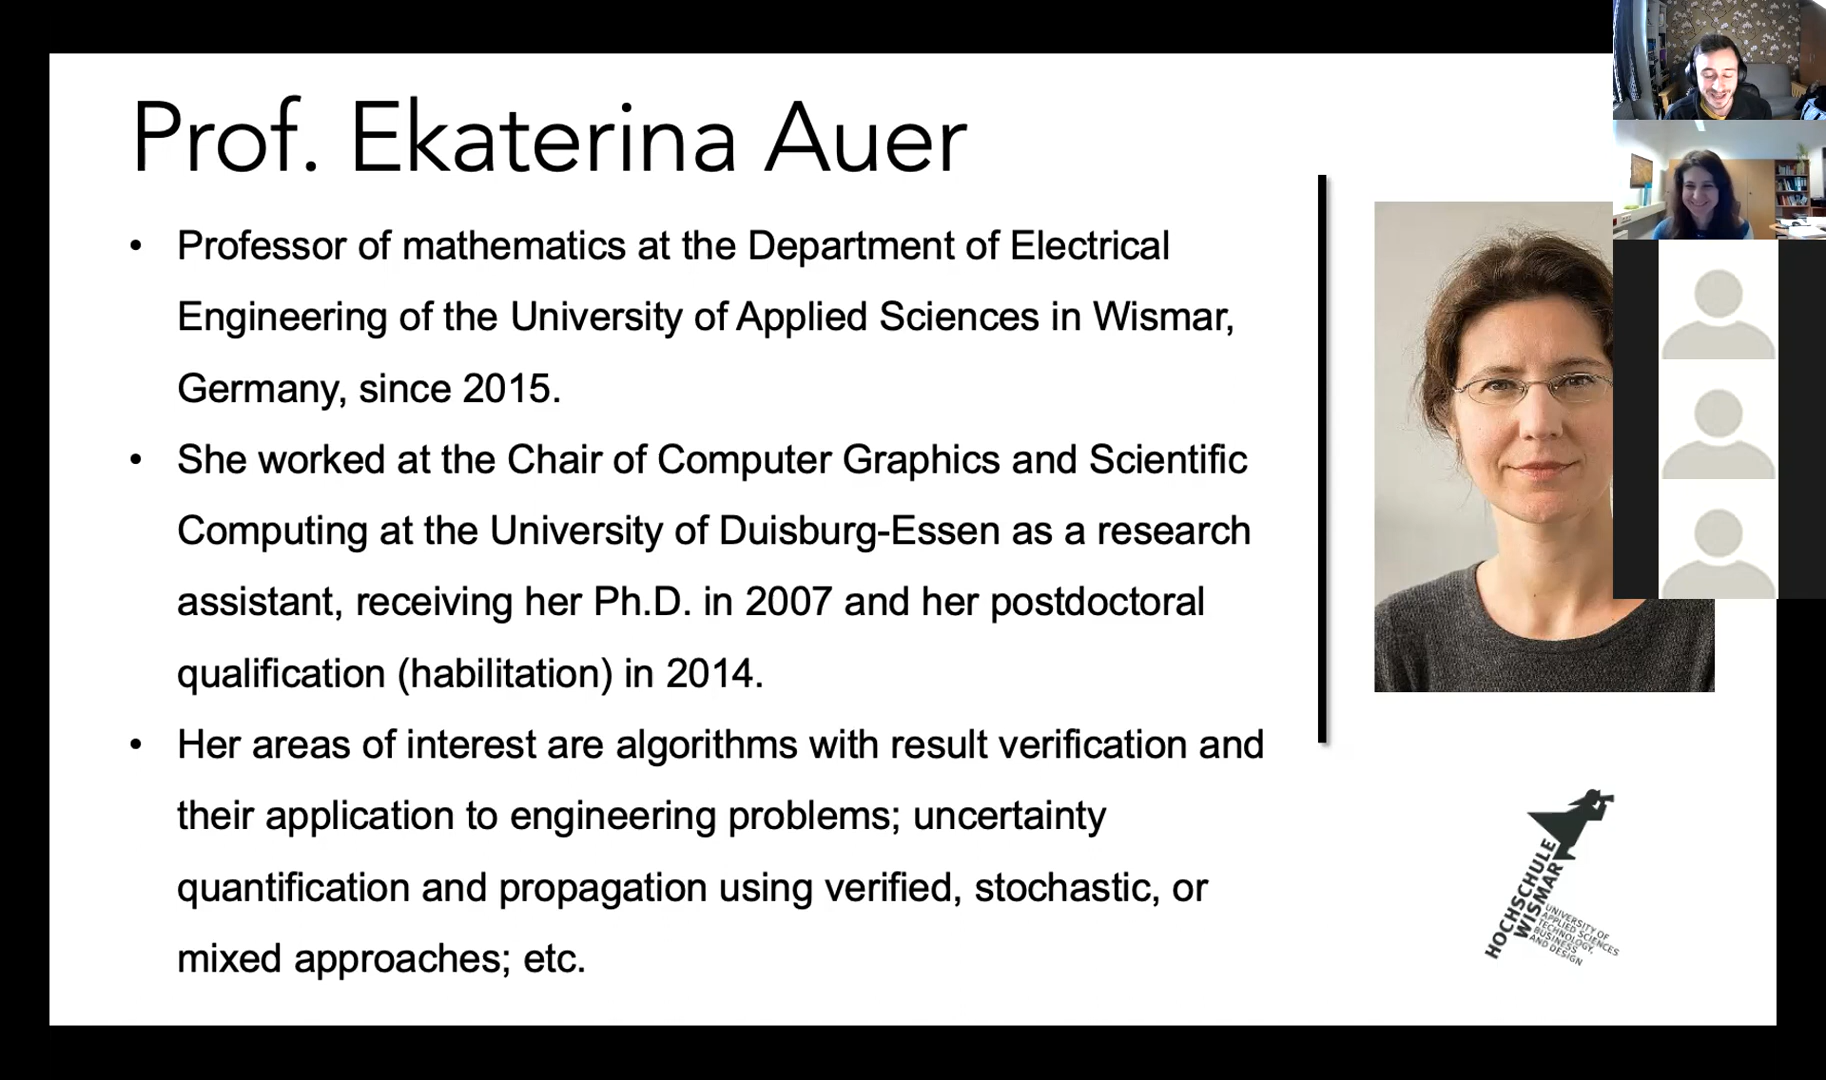 Prof. Ekaterina Auer
• Professor of mathematics at the Department of Electrical
Engineering of the University of Applied Sciences in Wismar,
Germany, since 2015.
• She worked at the Chair of Computer Graphics and Scientific
Computing at the University of Duisburg-Essen as a research
assistant, receiving her Ph.D. in 2007 and her postdoctoral
qualification (habilitation) in 2014.
• Her areas of interest are algorithms with result verification and
their application to engineering problems; uncertainty
quantification and propagation using verified, stochastic, or
mixed approaches; etc.
HOCHSCHULE
WISMAR
UNIVERSITY OF
APPLIED SCIENCES
TECHNOLOGY,
BUSINESS
AND DESIGN